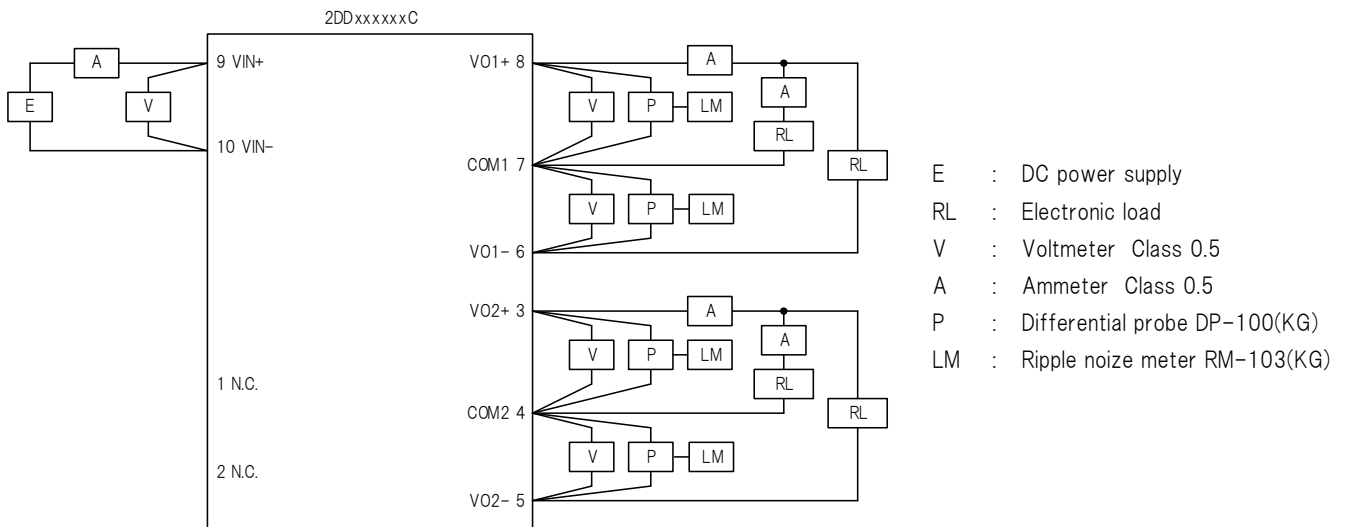 2DDxxxxxxC
A
E
V
9 VIN+
10 VIN-
1 N.C.
2 N.C.
VO1+ 8
COM1 7
VO1- 6
VO2+ 3
COM2 4
VO2- 5
A
A
V
P
LM
RL
RL
V
P
LM
A
A
V
P
LM
RL
RL
V
P
LM
E : DC power supply
RL : Electronic load
V : Voltmeter Class 0.5
A : Ammeter Class 0.5
P : Differential probe DP-100(KG)
LM : Ripple noize meter RM-103(KG)